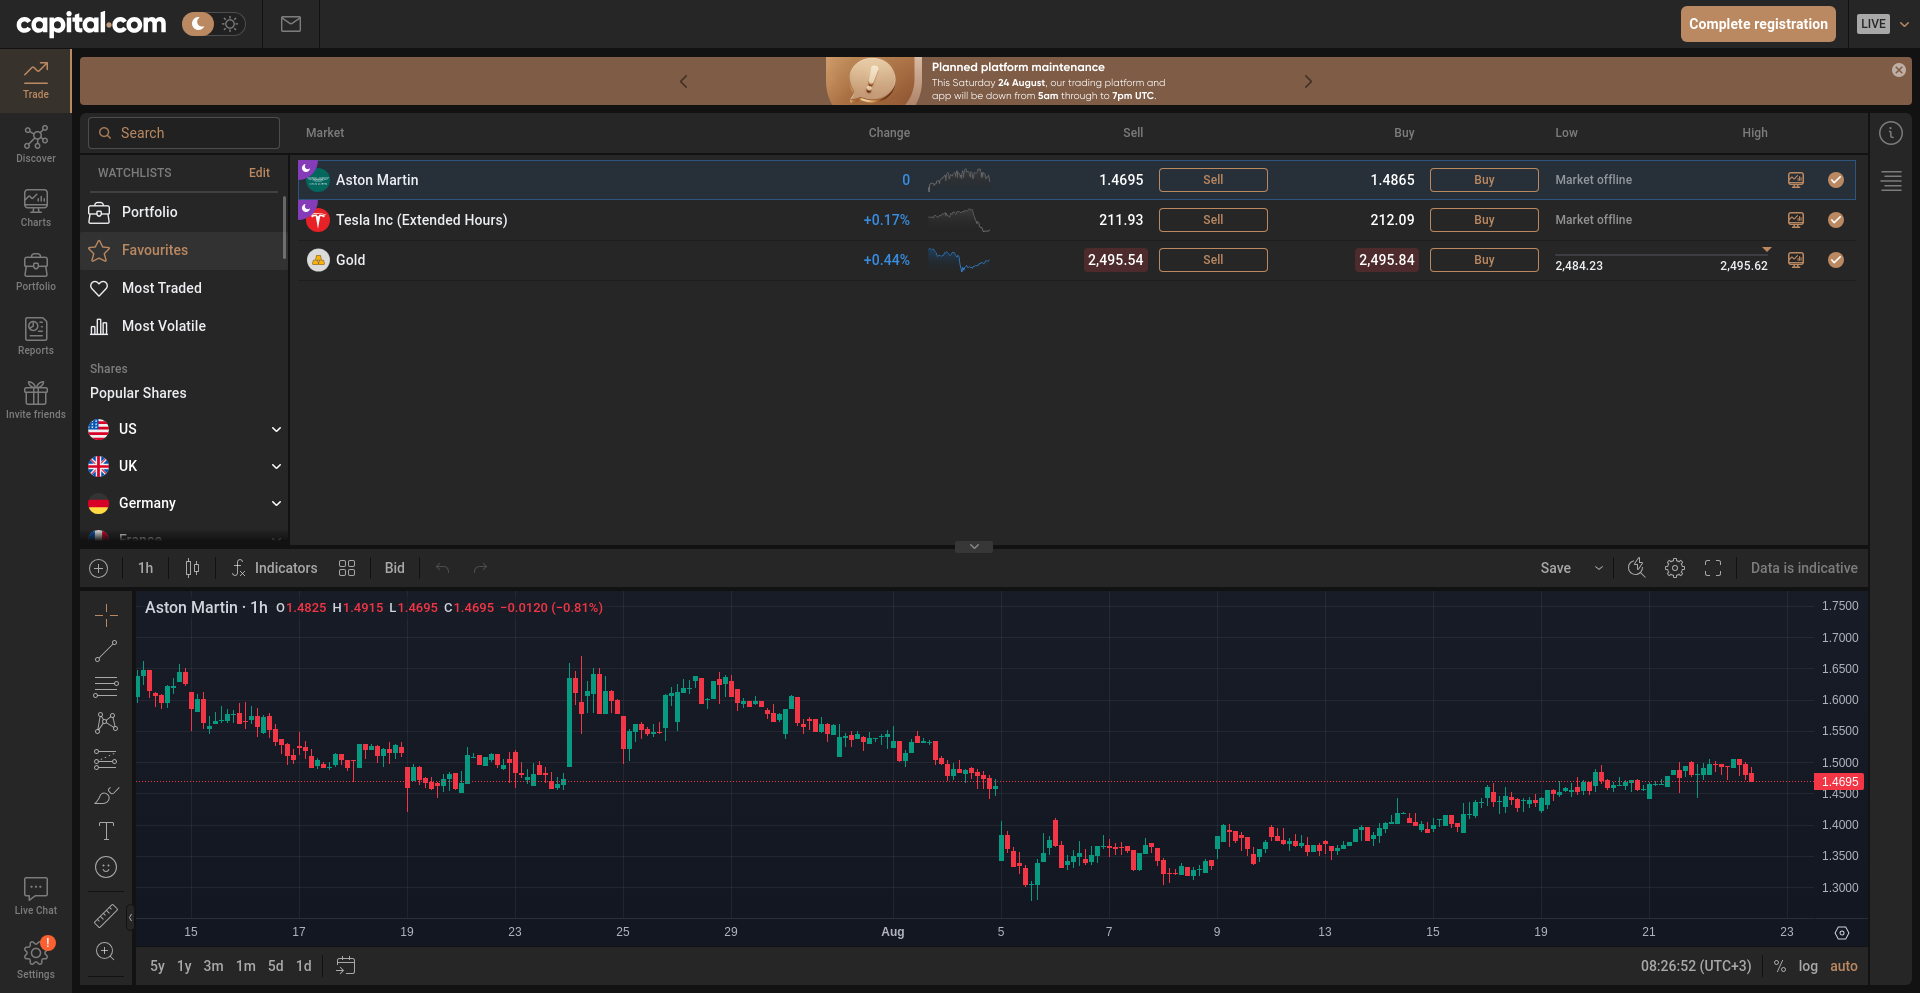 capital.com
Complete registration
LIVE
Trade
Discover
Charts
Portfolio
Reports
Invite friends
Live Chat
!
Settings
Planned platform maintenance
This Saturday 24 August, our trading platform and
app will be down from 5am through to 7pm UTC.
Search
WATCHLISTS Edit
Portfolio
Favourites
Most Traded
Most Volatile
Shares
Popular Shares
US
UK
Germany
France
Market Change Sell Buy Low High
Aston Martin 0 1.4695 Sell 1.4865 Buy Market offline
Tesla Inc (Extended Hours) +0.17% 211.93 Sell 212.09 Buy Market offline
Gold +0.44% 2,495.54 Sell 2,495.84 Buy 2,484.23 2,495.62
1h Indicators Bid Save Data is indicative
Aston Martin · 1h O1.4825 H1.4915 L1.4695 C1.4695 −0.0120 (−0.81%)
1.7500
1.7000
1.6500
1.6000
1.5500
1.5000
1.4695
1.4500
1.4000
1.3500
1.3000
15 17 19 23 25 29 Aug 5 7 9 13 15 19 21 23
5y 1y 3m 1m 5d 1d 08:26:52 (UTC+3) % log auto